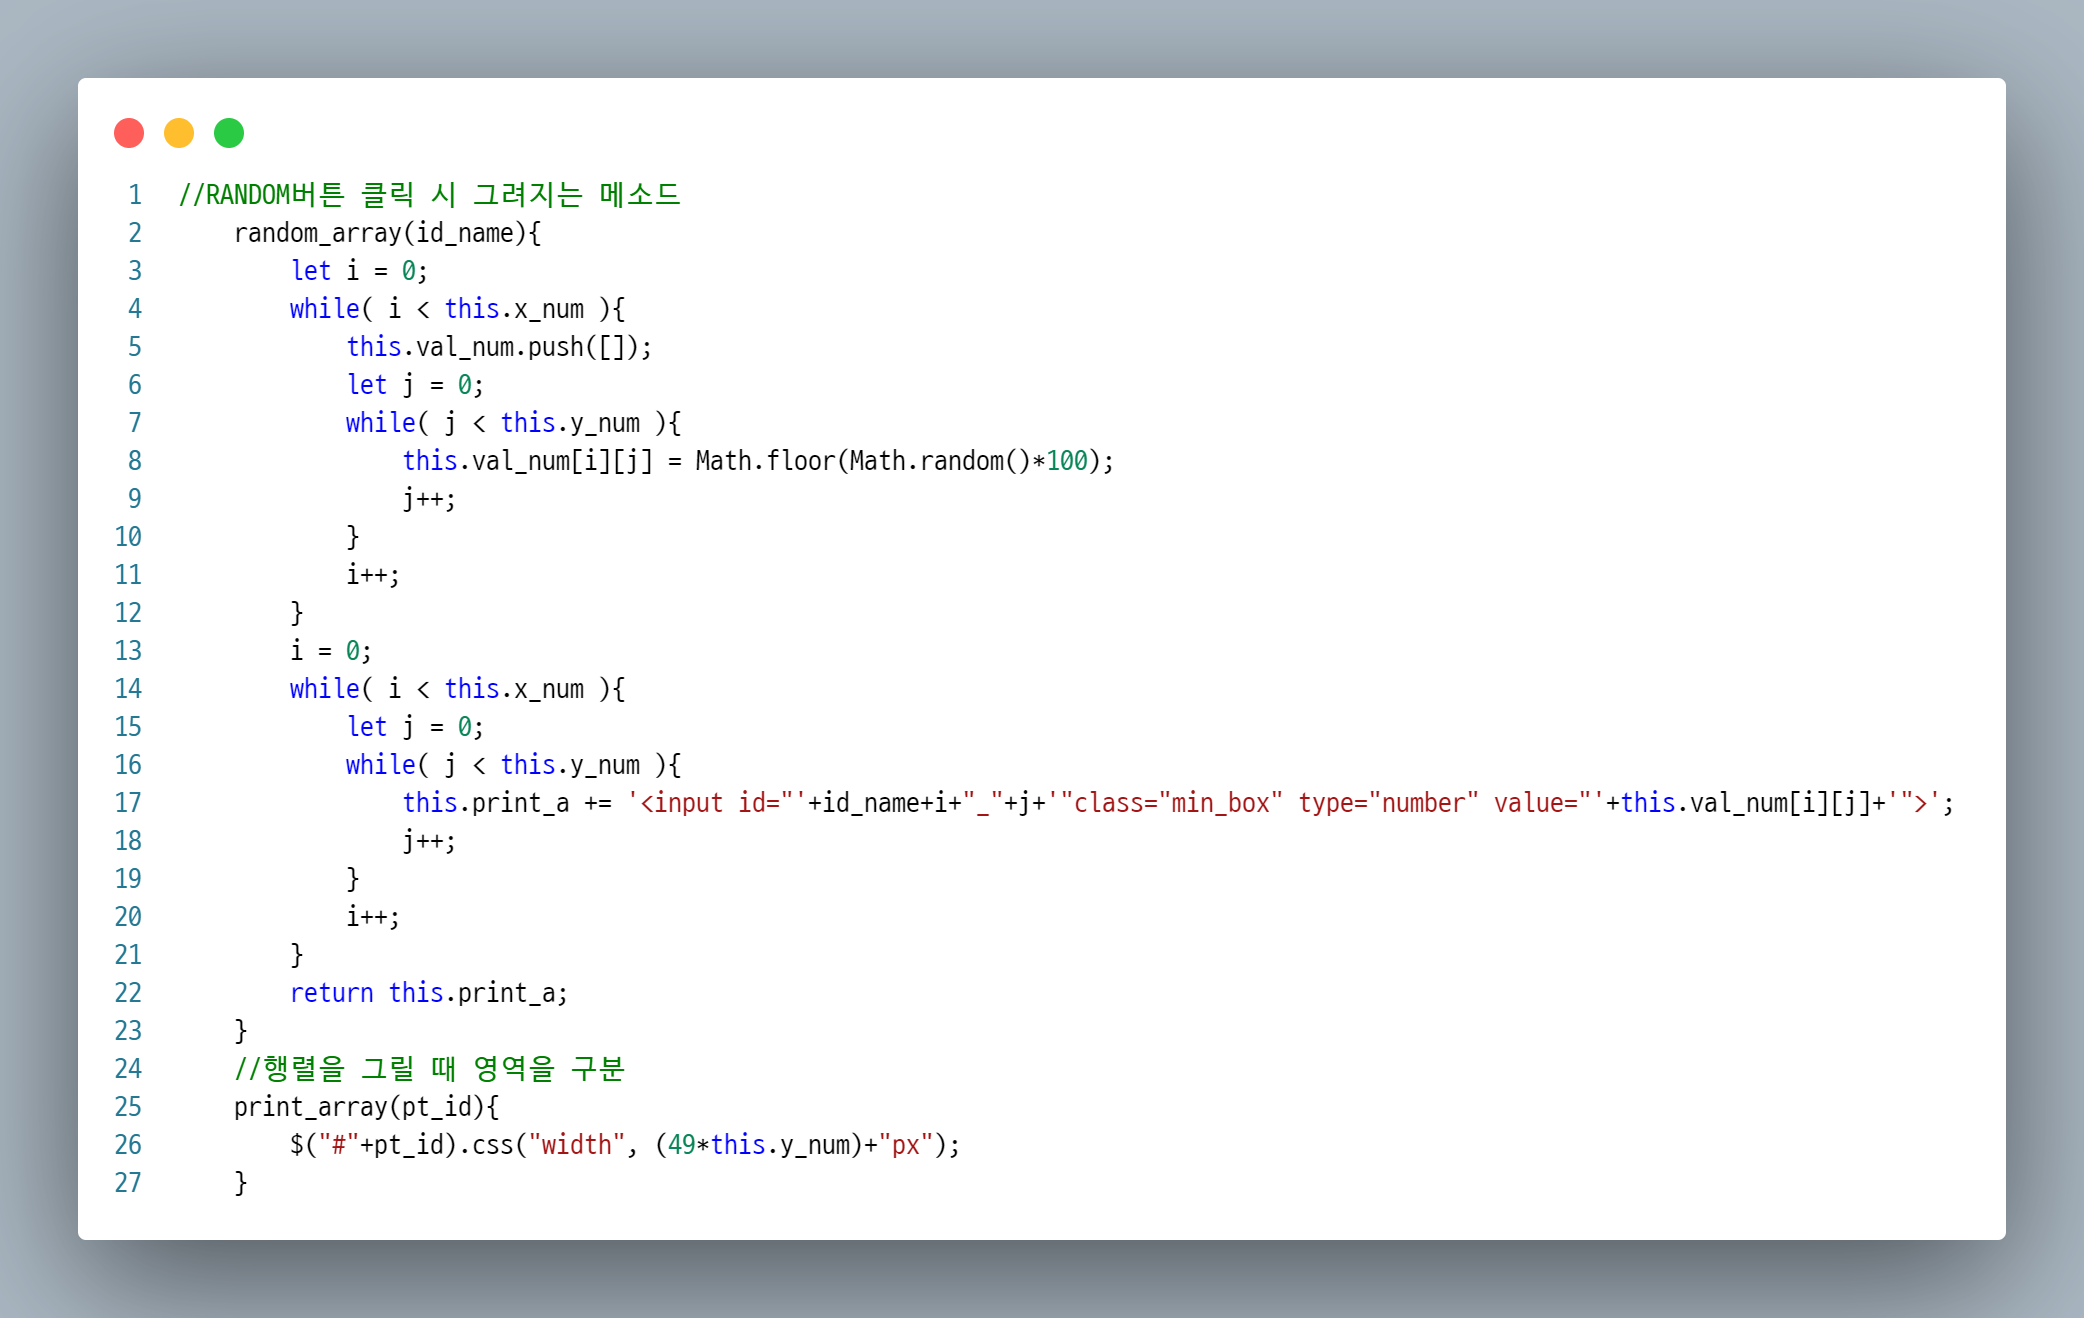 1 //RANDOM버튼 클릭 시 그려지는 메소드
2     random_array(id_name){
3         let i = 0;
4         while( i < this.x_num ){
5             this.val_num.push([]);
6             let j = 0;
7             while( j < this.y_num ){
8                 this.val_num[i][j] = Math.floor(Math.random()*100);
9                 j++;
10             }
11             i++;
12         }
13         i = 0;
14         while( i < this.x_num ){
15             let j = 0;
16             while( j < this.y_num ){
17                 this.print_a += '<input id="'+id_name+i+"_"+j+'"class="min_box" type="number" value="'+this.val_num[i][j]+'">';
18                 j++;
19             }
20             i++;
21         }
22         return this.print_a;
23     }
24     //행렬을 그릴 때 영역을 구분
25     print_array(pt_id){
26         $("#"+pt_id).css("width", (49*this.y_num)+"px");
27     }